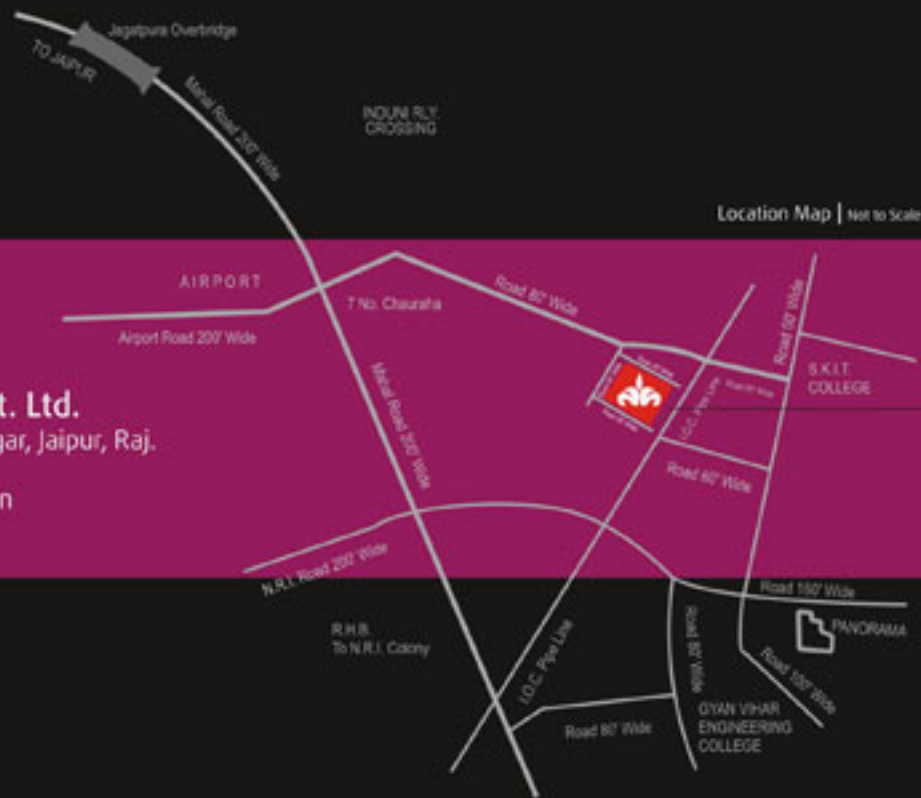 Jagatpura Overbridge
TO JAIPUR
Mahal Road 200' Wide
INDUNI RLY.
CROSSING
Location Map | Not to Scale
AIRPORT
Airport Road 200' Wide
7 No. Chauraha
Road 80' Wide
Road 50' Wide
S.K.I.T.
COLLEGE
t. Ltd.
gar, Jaipur, Raj.
n
Mahal Road 200' Wide
I.O.C. Pipe Line
Road 60' Wide
N.R.I. Road 200' Wide
R.H.B.
To N.R.I. Colony
I.O.C. Pipe Line
Road 80' Wide
Road 80' Wide
Road 160' Wide
PANORAMA
Road 100' Wide
GYAN VIHAR
ENGINEERING
COLLEGE